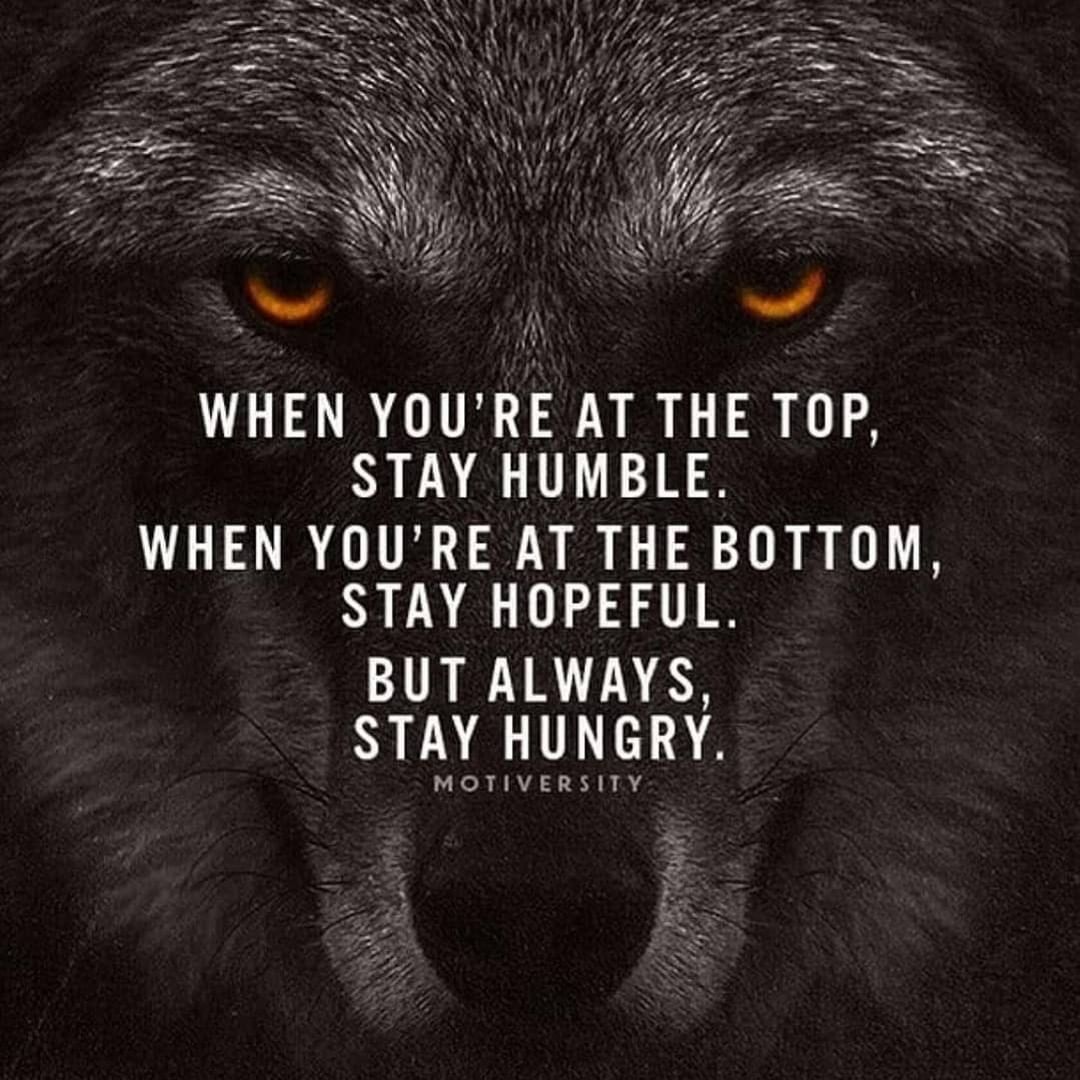 WHEN YOU'RE AT THE TOP,
STAY HUMBLE.
WHEN YOU'RE AT THE BOTTOM,
STAY HOPEFUL.
BUT ALWAYS,
STAY HUNGRY.
MOTIVERSITY